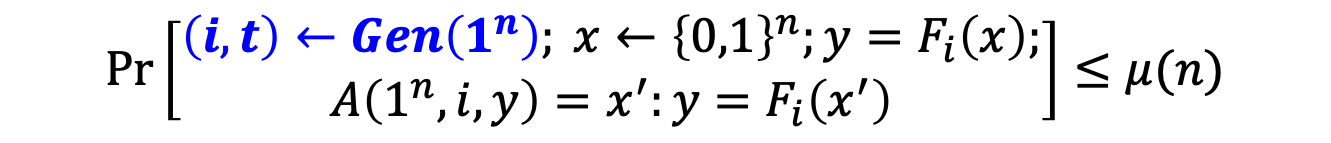 Pr [(i, t) ← Gen(1ⁿ); x ← {0,1}ⁿ; y = Fᵢ(x);
A(1ⁿ, i, y) = x′: y = Fᵢ(x′)] ≤ μ(n)